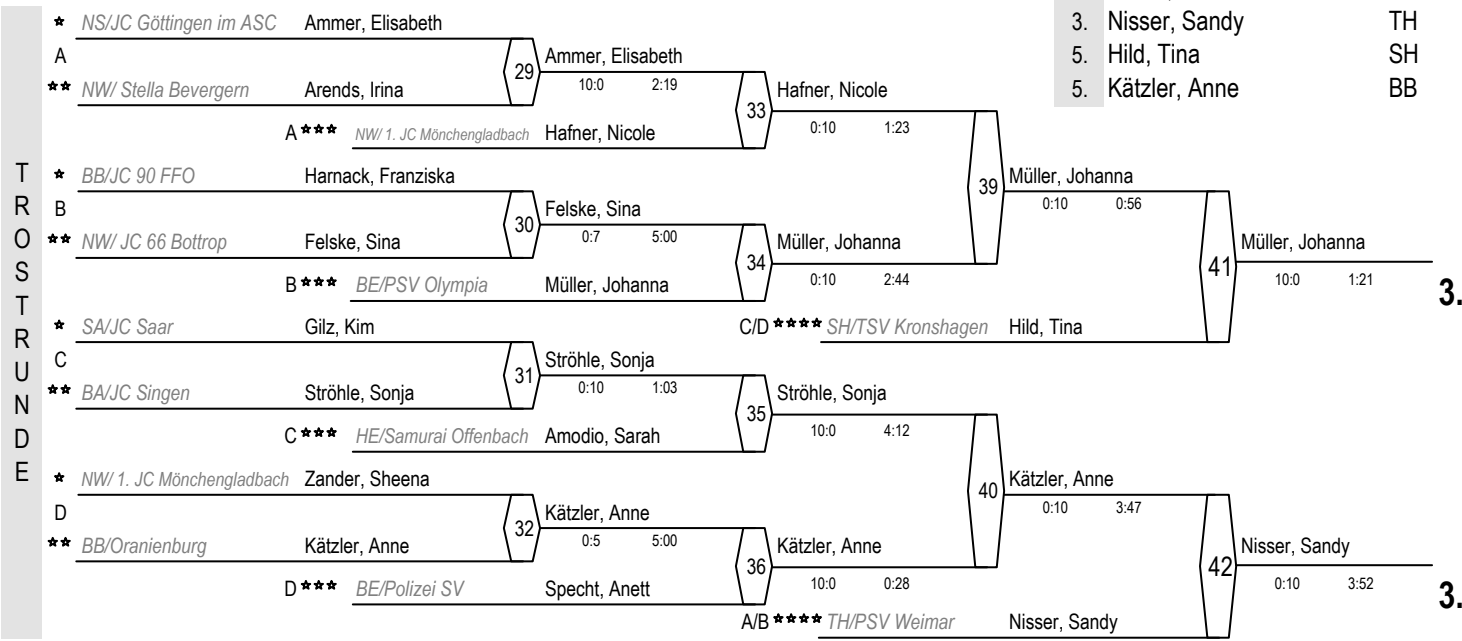 ★ NS/JC Göttingen im ASC Ammer, Elisabeth
3. Nisser, Sandy TH
A
Ammer, Elisabeth
5. Hild, Tina SH
29
★★ NW/ Stella Bevergern Arends, Irina
10:0 2:19
Hafner, Nicole
5. Kätzler, Anne BB
33
A ★★★ NW/ 1. JC Mönchengladbach Hafner, Nicole
0:10 1:23
TROSTRUNDE
★ BB/JC 90 FFO Harnack, Franziska
39
Müller, Johanna
B
Felske, Sina
0:10 0:56
30
★★ NW/ JC 66 Bottrop Felske, Sina
0:7 5:00
Müller, Johanna
41
Müller, Johanna
34
B ★★★ BE/PSV Olympia Müller, Johanna
0:10 2:44
10:0 1:21
3.
★ SA/JC Saar Gilz, Kim
C/D ★★★★ SH/TSV Kronshagen Hild, Tina
C
Ströhle, Sonja
31
★★ BA/JC Singen Ströhle, Sonja
0:10 1:03
Ströhle, Sonja
35
C ★★★ HE/Samurai Offenbach Amodio, Sarah
10:0 4:12
★ NW/ 1. JC Mönchengladbach Zander, Sheena
40
Kätzler, Anne
D
Kätzler, Anne
0:10 3:47
32
★★ BB/Oranienburg Kätzler, Anne
0:5 5:00
Kätzler, Anne
42
Nisser, Sandy
36
D ★★★ BE/Polizei SV Specht, Anett
10:0 0:28
0:10 3:52
3.
A/B ★★★★ TH/PSV Weimar Nisser, Sandy